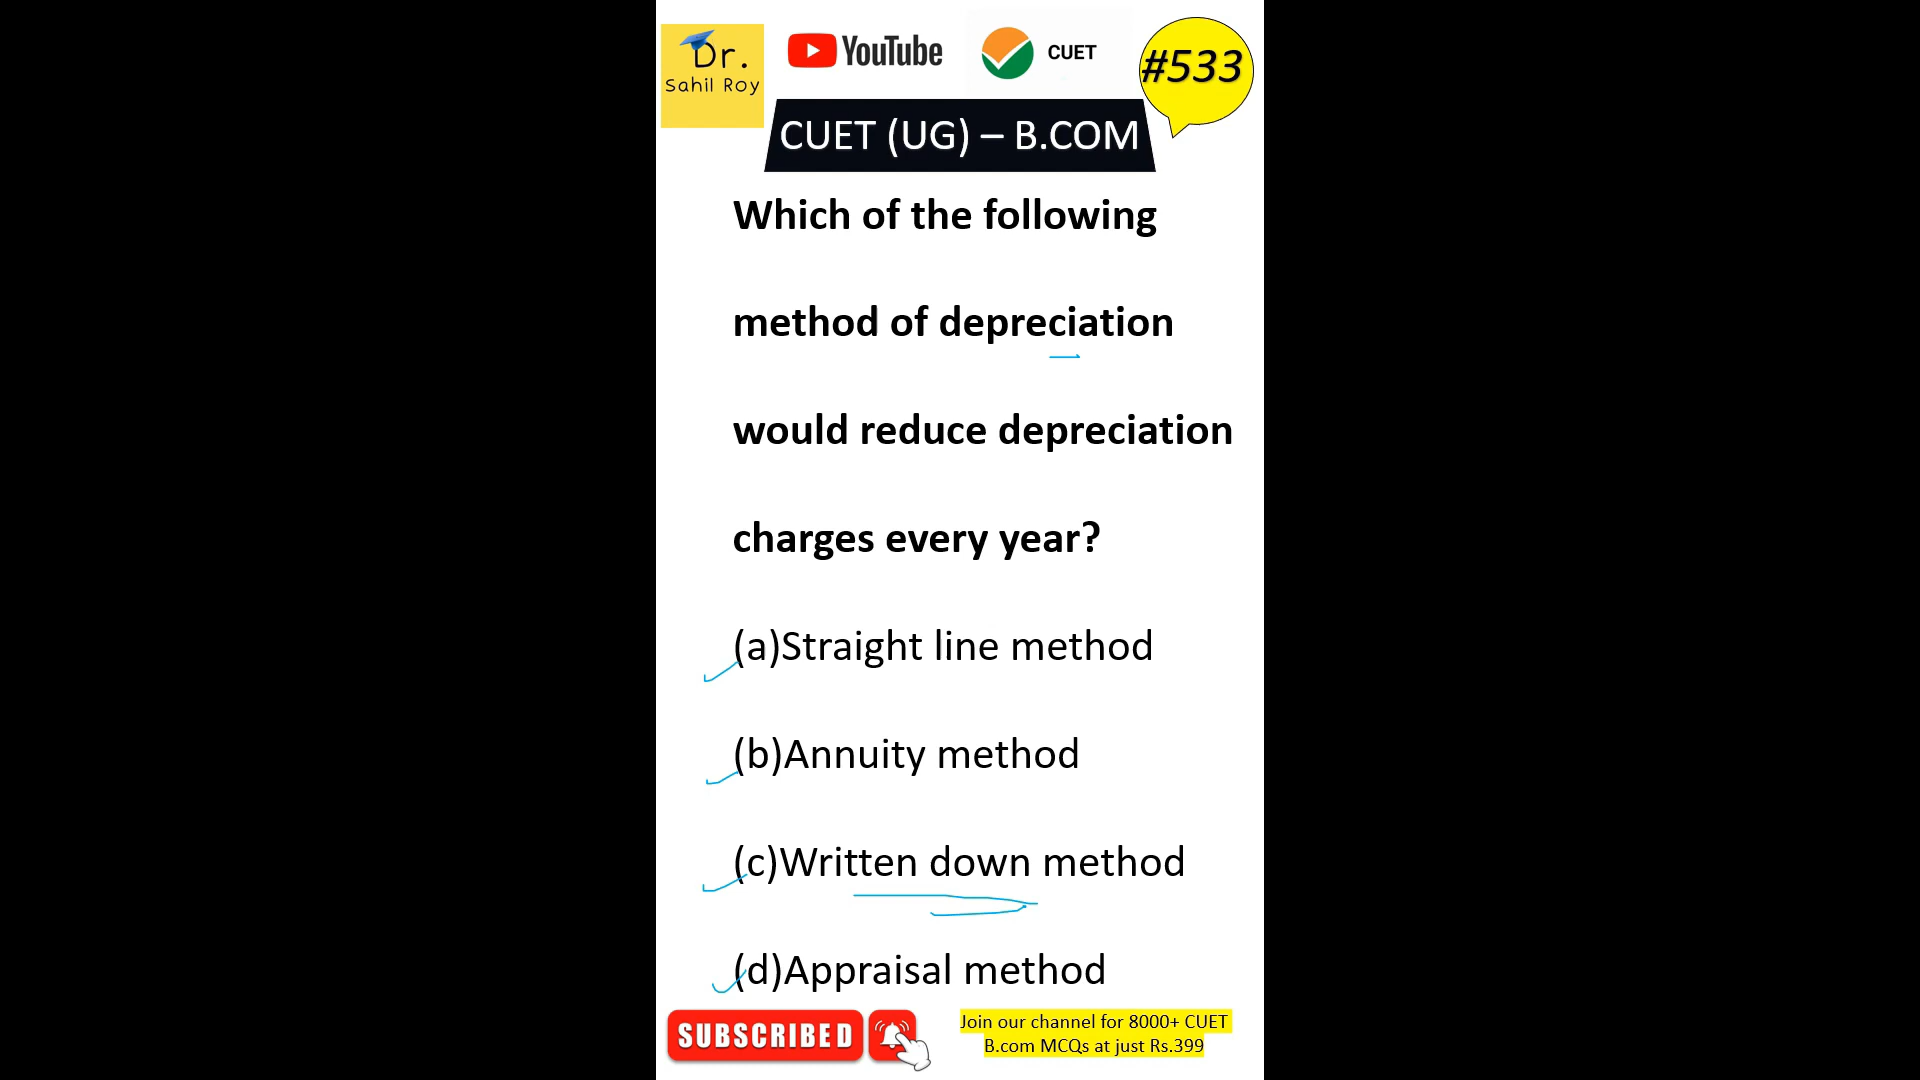 Dr.
Sahil Roy
YouTube
CUET
#533
CUET (UG) – B.COM
Which of the following
method of depreciation
would reduce depreciation
charges every year?
(a)Straight line method
(b)Annuity method
(c)Written down method
(d)Appraisal method
SUBSCRIBED
Join our channel for 8000+ CUET
B.com MCQs at just Rs.399